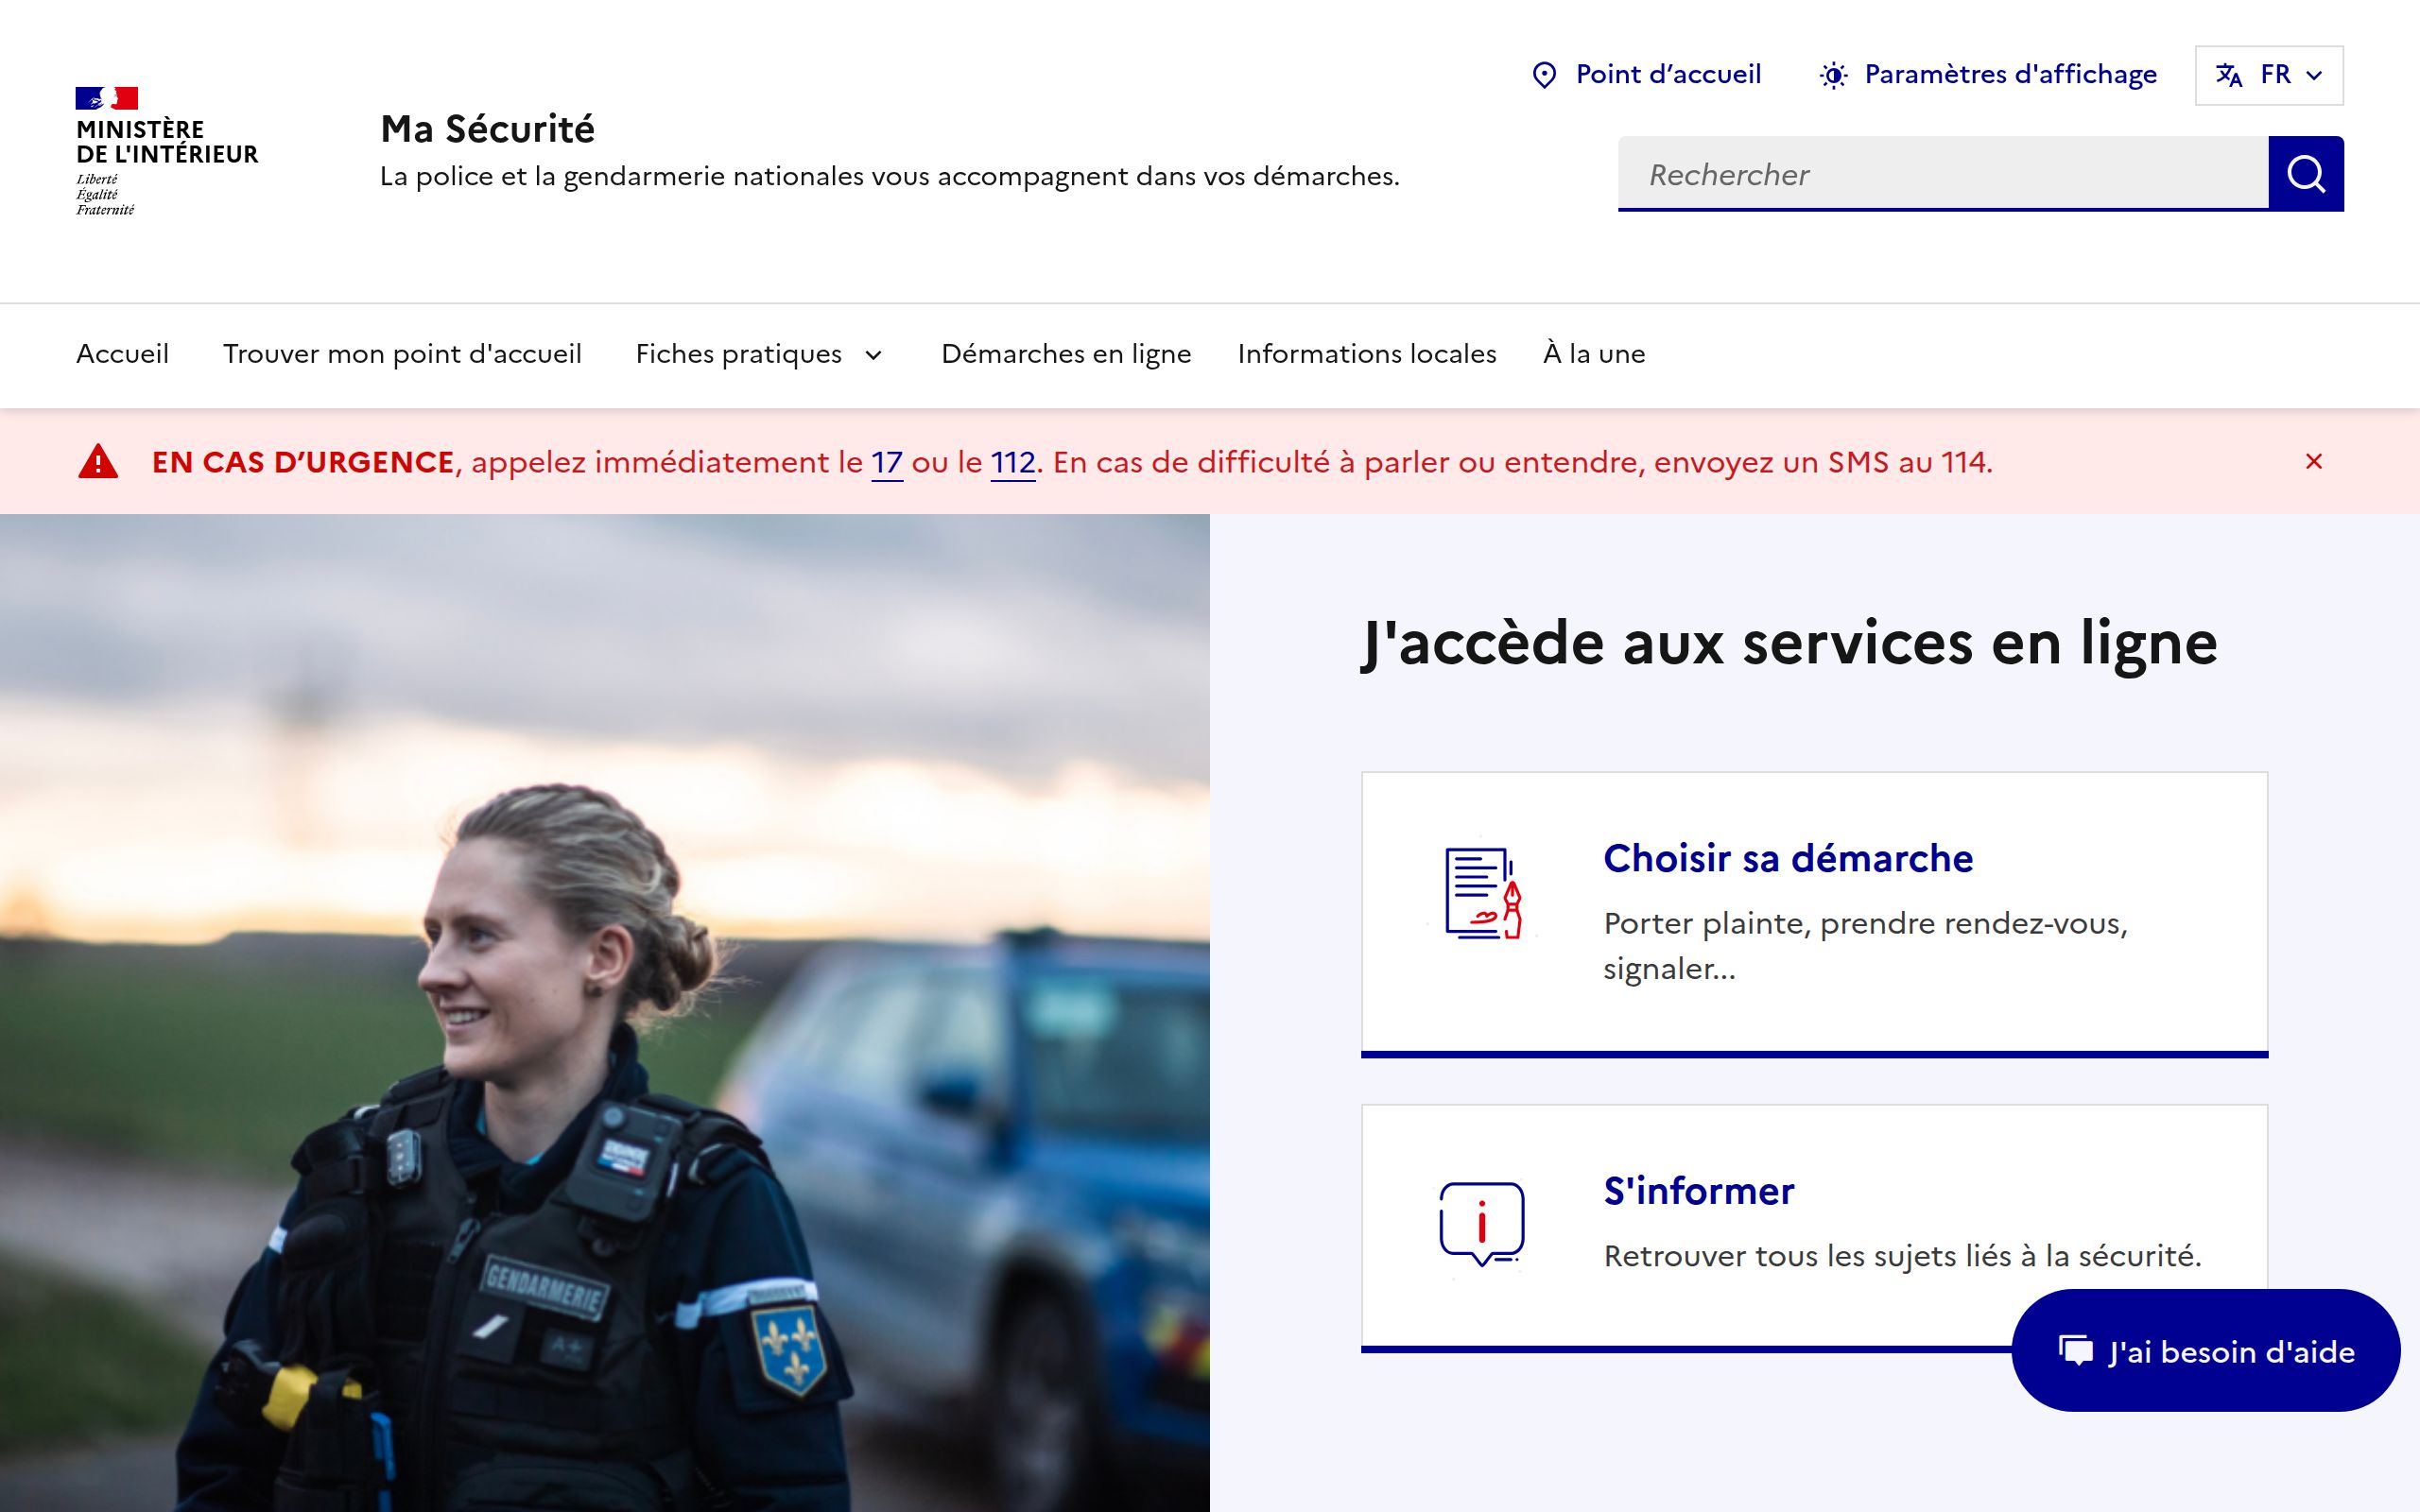 Point d’accueil
Paramètres d'affichage
FR
MINISTÈRE
DE L'INTÉRIEUR
Liberté
Égalité
Fraternité
Ma Sécurité
La police et la gendarmerie nationales vous accompagnent dans vos démarches.
Rechercher
Accueil
Trouver mon point d'accueil
Fiches pratiques
Démarches en ligne
Informations locales
À la une
EN CAS D’URGENCE, appelez immédiatement le 17 ou le 112. En cas de difficulté à parler ou entendre, envoyez un SMS au 114.
J'accède aux services en ligne
Choisir sa démarche
Porter plainte, prendre rendez-vous,
signaler...
S'informer
Retrouver tous les sujets liés à la sécurité.
J'ai besoin d'aide
GENDARMERIE
A+